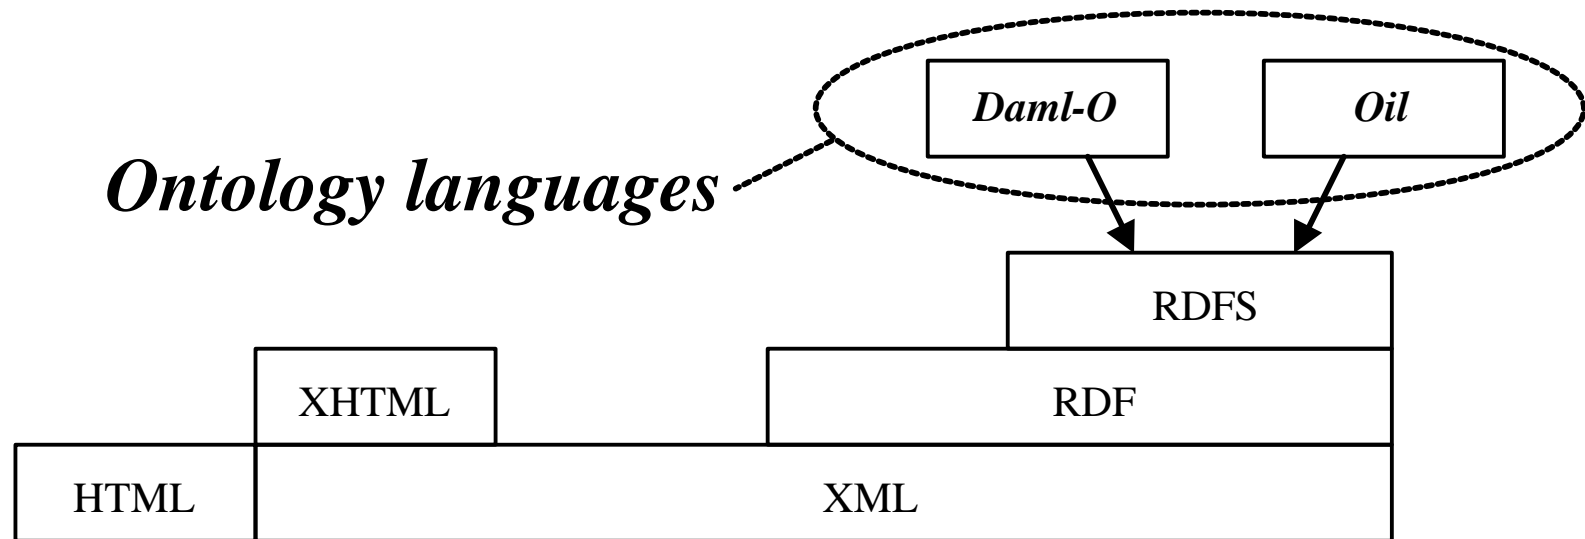 Daml-O
Oil
Ontology languages
RDFS
XHTML
RDF
HTML
XML